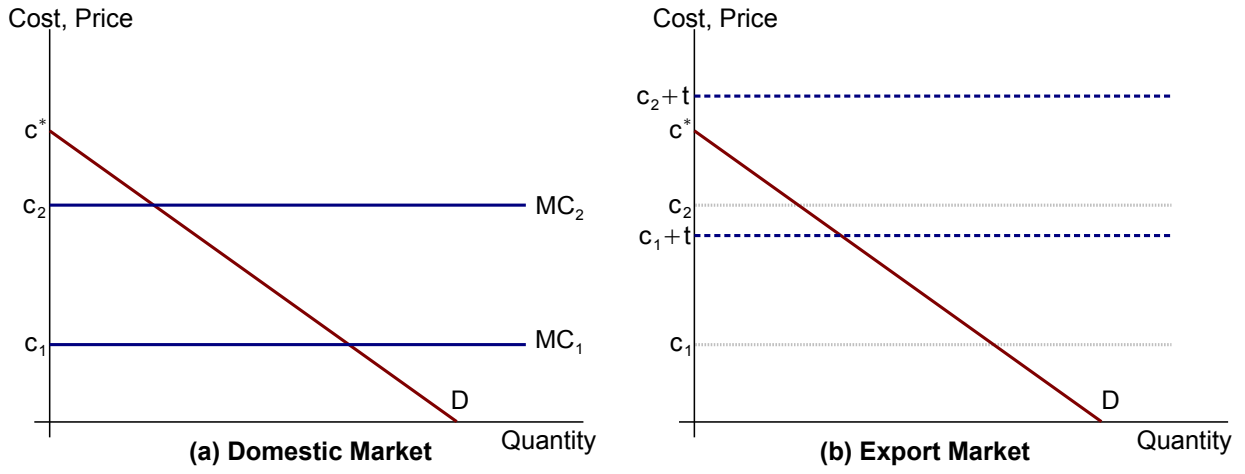 Cost, Price
c*
c₂
MC₂
c₁
MC₁
D
Quantity
(a) Domestic Market
Cost, Price
c₂+t
c*
c₂
c₁+t
c₁
D
Quantity
(b) Export Market